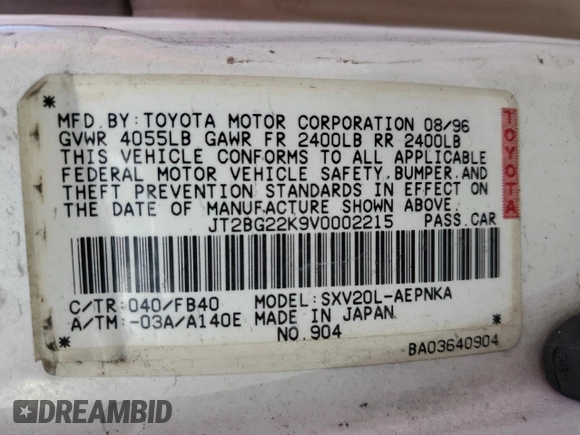 MFD. BY: TOYOTA MOTOR CORPORATION 08/96
GVWR 4055LB GAWR FR 2400LB RR 2400LB
THIS VEHICLE CONFORMS TO ALL APPLICABLE
FEDERAL MOTOR VEHICLE SAFETY, BUMPER, AND
THEFT PREVENTION STANDARDS IN EFFECT ON
THE DATE OF MANUFACTURE SHOWN ABOVE.
JT2BG22K9V0002215 PASS. CAR
TOYOTA
C/TR: 040/FB40 MODEL: SXV20L-AEPNKA
A/TM: -03A/A140E MADE IN JAPAN
NO. 904
BA03640904
DREAMBID